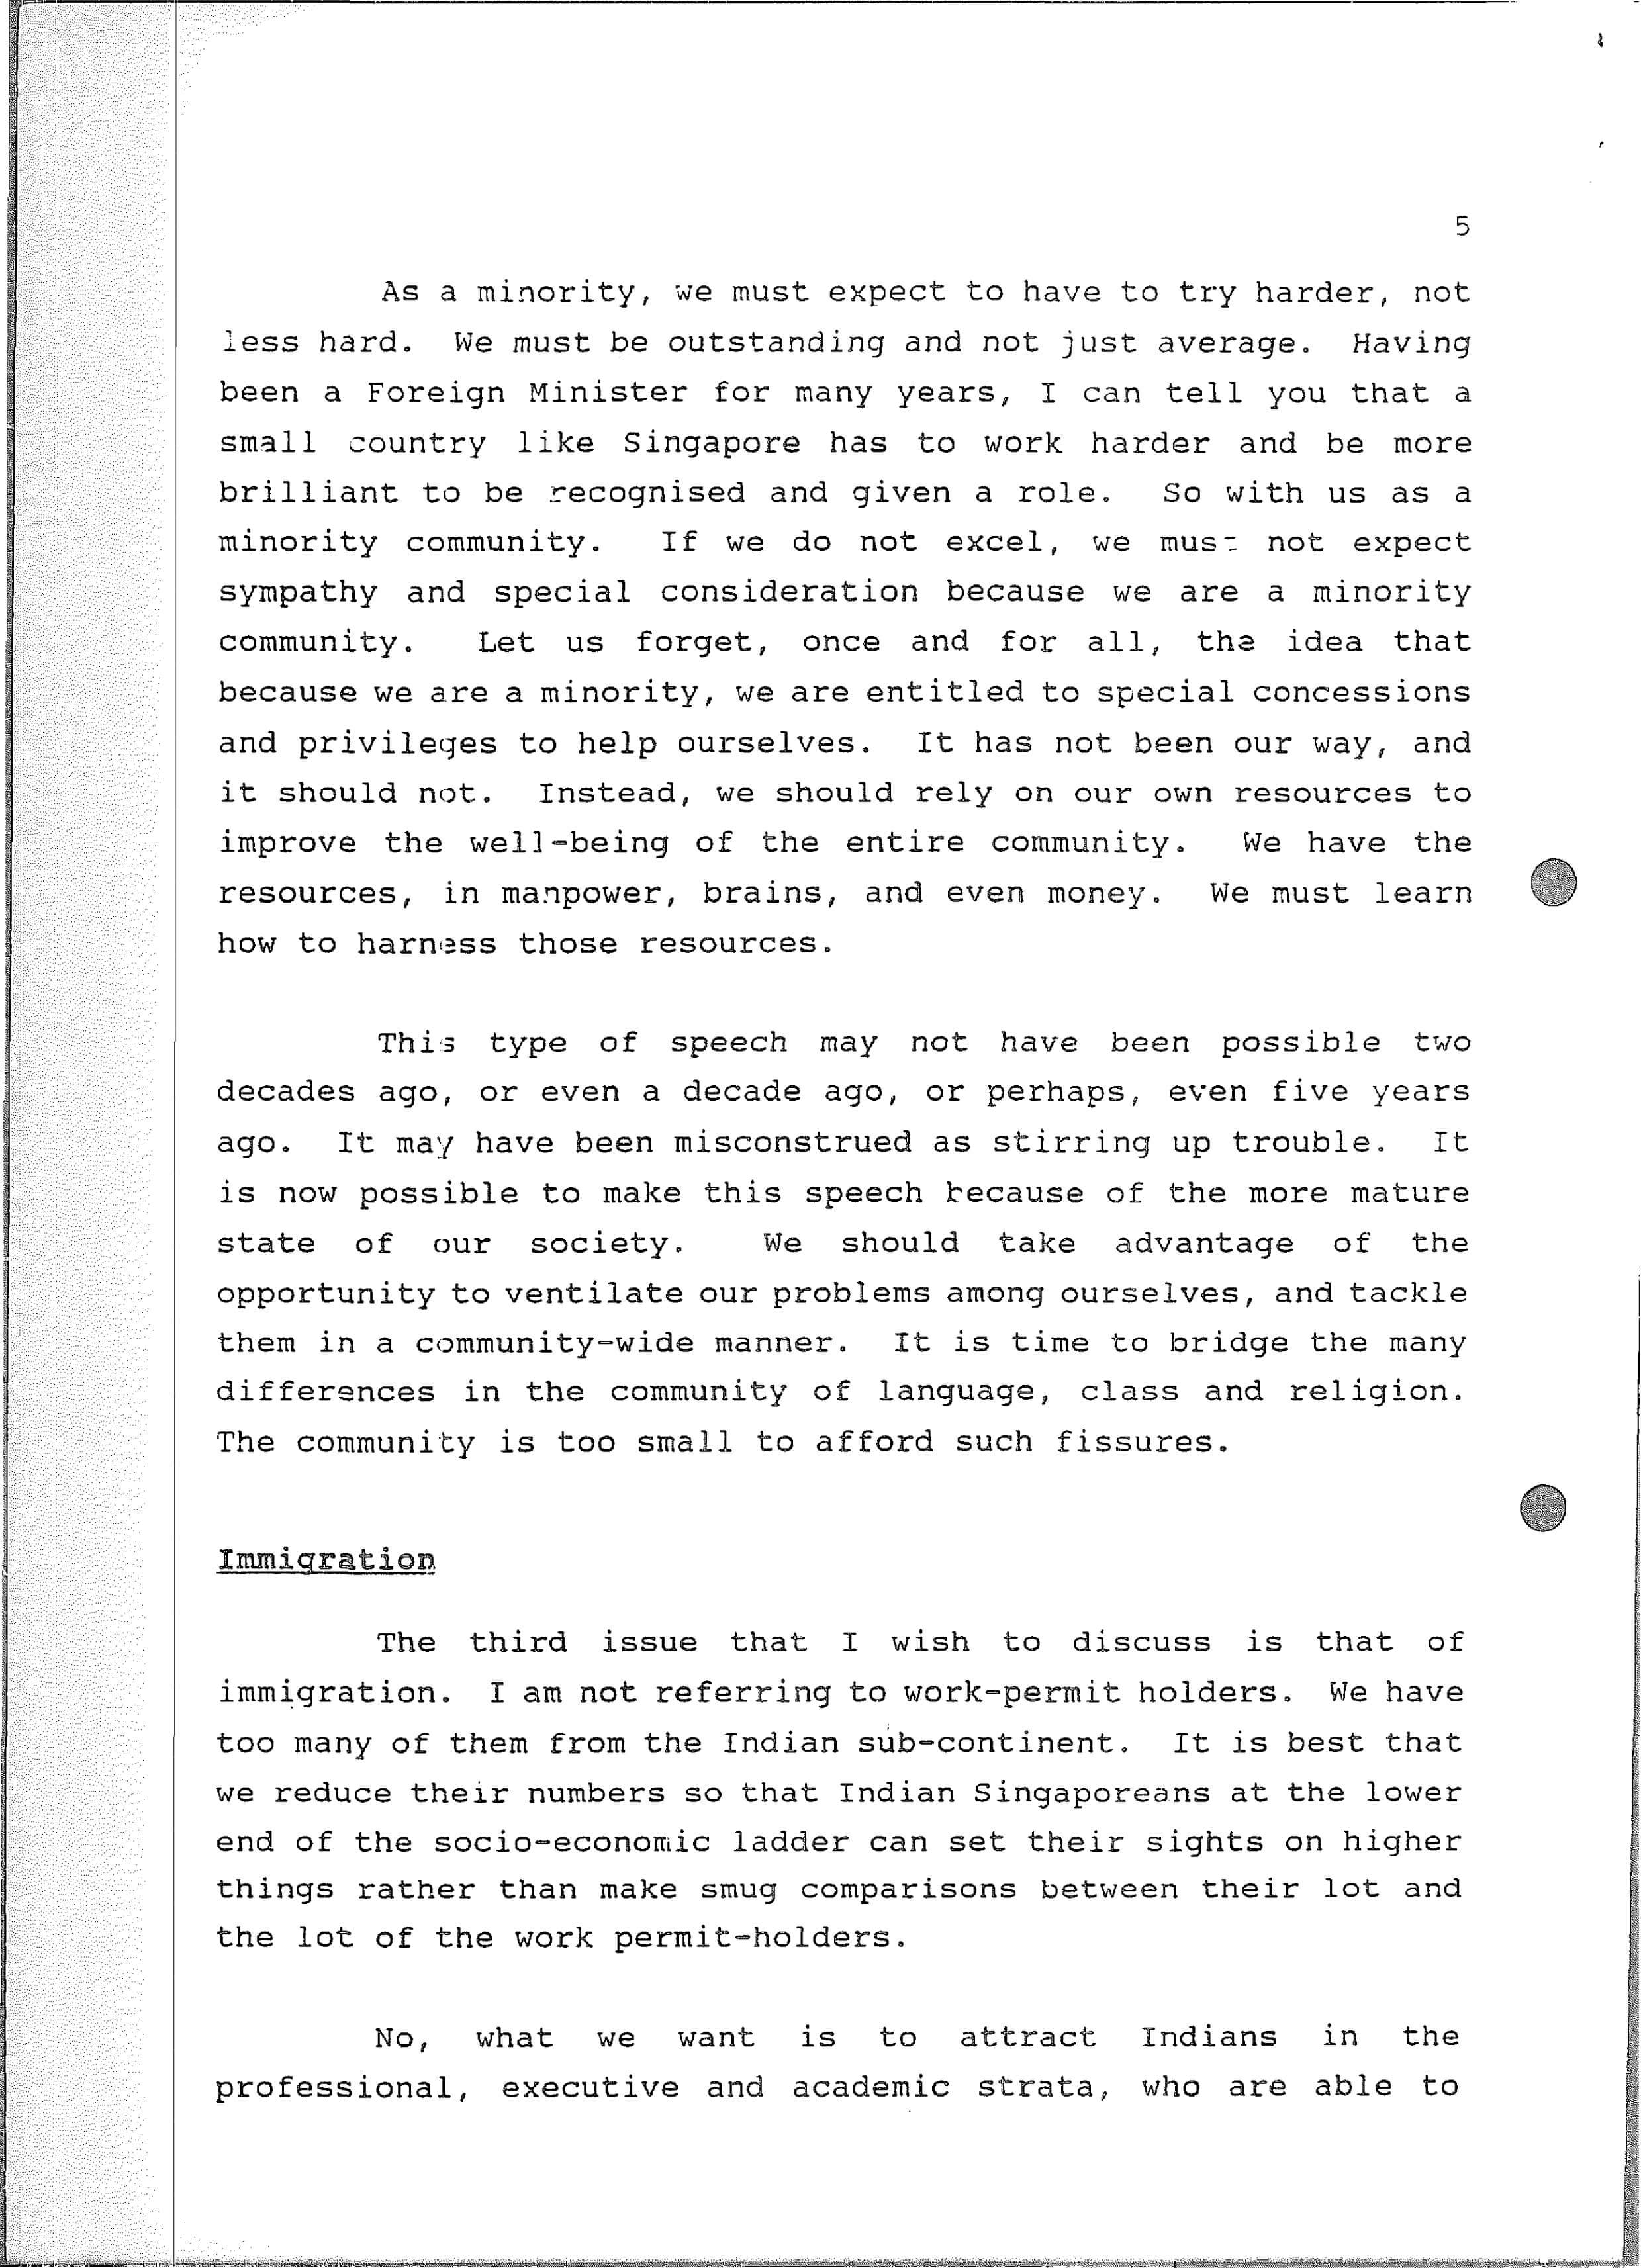 5
As a minority, we must expect to have to try harder, not
less hard. We must be outstanding and not just average. Having
been a Foreign Minister for many years, I can tell you that a
small country like Singapore has to work harder and be more
brilliant to be recognised and given a role. So with us as a
minority community. If we do not excel, we must not expect
sympathy and special consideration because we are a minority
community. Let us forget, once and for all, the idea that
because we are a minority, we are entitled to special concessions
and privileges to help ourselves. It has not been our way, and
it should not. Instead, we should rely on our own resources to
improve the well-being of the entire community. We have the
resources, in manpower, brains, and even money. We must learn
how to harness those resources.
This type of speech may not have been possible two
decades ago, or even a decade ago, or perhaps, even five years
ago. It may have been misconstrued as stirring up trouble. It
is now possible to make this speech because of the more mature
state of our society. We should take advantage of the
opportunity to ventilate our problems among ourselves, and tackle
them in a community-wide manner. It is time to bridge the many
differences in the community of language, class and religion.
The community is too small to afford such fissures.
Immigration
The third issue that I wish to discuss is that of
immigration. I am not referring to work-permit holders. We have
too many of them from the Indian sub-continent. It is best that
we reduce their numbers so that Indian Singaporeans at the lower
end of the socio-economic ladder can set their sights on higher
things rather than make smug comparisons between their lot and
the lot of the work permit-holders.
No, what we want is to attract Indians in the
professional, executive and academic strata, who are able to